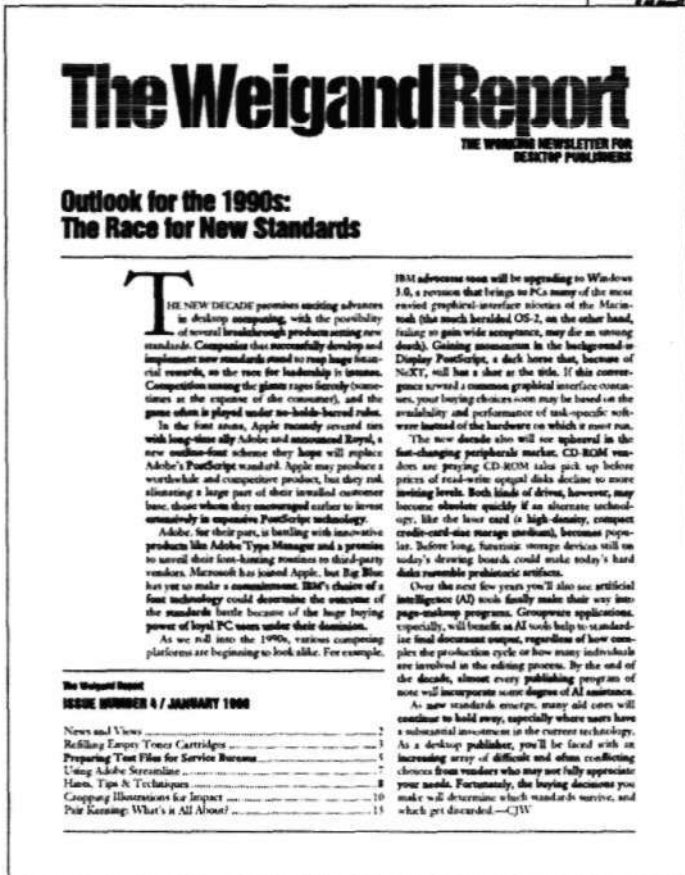 The Weigand Report
THE WORKING NEWSLETTER FOR
DESKTOP PUBLISHERS
Outlook for the 1990s:
The Race for New Standards
THE NEW DECADE promises exciting advances
in desktop computing, with the possibility
of several breakthrough products setting new
standards. Companies that successfully develop and
implement new standards stand to reap huge finan-
cial rewards, so the race for leadership is intense.
Competition among the giants rages fiercely (some-
times at the expense of the consumer), and the
game often is played under no-holds-barred rules.
In the font arena, Apple recently severed ties
with long-time ally Adobe and announced Royal, a
new outline-font scheme they hope will replace
Adobe's PostScript standard. Apple may produce a
worthwhile and competitive product, but they risk
alienating a large part of their installed customer
base, those whom they encouraged earlier to invest
extensively in expensive PostScript technology.
Adobe, for their part, is battling with innovative
products like Adobe Type Manager and a promise
to unveil their font-hinting routines to third-party
vendors. Microsoft has joined Apple, but Big Blue
has yet to make a commitment. IBM's choice of a
font technology could determine the outcome of
the standards battle because of the huge buying
power of loyal PC users under their dominion.
As we roll into the 1990s, various computing
platforms are beginning to look alike. For example,
IBM advocates soon will be upgrading to Windows
3.0, a revision that brings to PCs many of the most
envied graphical-interface niceties of the Macin-
tosh (the much heralded OS-2, on the other hand,
failing to gain wide acceptance, may die an unsung
death). Gaining momentum in the background is
Display PostScript, a dark horse that, because of
NeXT, still has a shot at the title. If this conver-
gence toward a common graphical interface contin-
ues, your buying choices soon may be based on the
availability and performance of task-specific soft-
ware instead of the hardware on which it must run.
The new decade also will see upheaval in the
fast-changing peripherals market. CD-ROM ven-
dors are praying CD-ROM sales pick up before
prices of read-write optical disks decline to more
inviting levels. Both kinds of drives, however, may
become obsolete quickly if an alternate technol-
ogy, like the laser card (a high-density, compact
credit-card-size storage medium), becomes popu-
lar. Before long, futuristic storage devices still on
today's drawing boards could make today's hard
disks resemble prehistoric artifacts.
Over the next few years you'll also see artificial
intelligence (AI) tools finally make their way into
page-makeup programs. Groupware applications,
especially, will benefit as AI tools help to standard-
ize final document output, regardless of how com-
plex the production cycle or how many individuals
are involved in the editing process. By the end of
the decade, almost every publishing program of
note will incorporate some degree of AI assistance.
As new standards emerge, many old ones will
continue to hold sway, especially where users have
a substantial investment in the current technology.
As a desktop publisher, you'll be faced with an
increasing array of difficult and often conflicting
choices from vendors who may not fully appreciate
your needs. Fortunately, the buying decisions you
make will determine which standards survive, and
which get discarded.—CJW
The Weigand Report
ISSUE NUMBER 4 / JANUARY 1990
News and Views 2
Refilling Empty Toner Cartridges 3
Preparing Text Files for Service Bureaus 5
Using Adobe Streamline 7
Hints, Tips & Techniques 8
Cropping Illustrations for Impact 10
Pair Kerning: What's it All About? 13